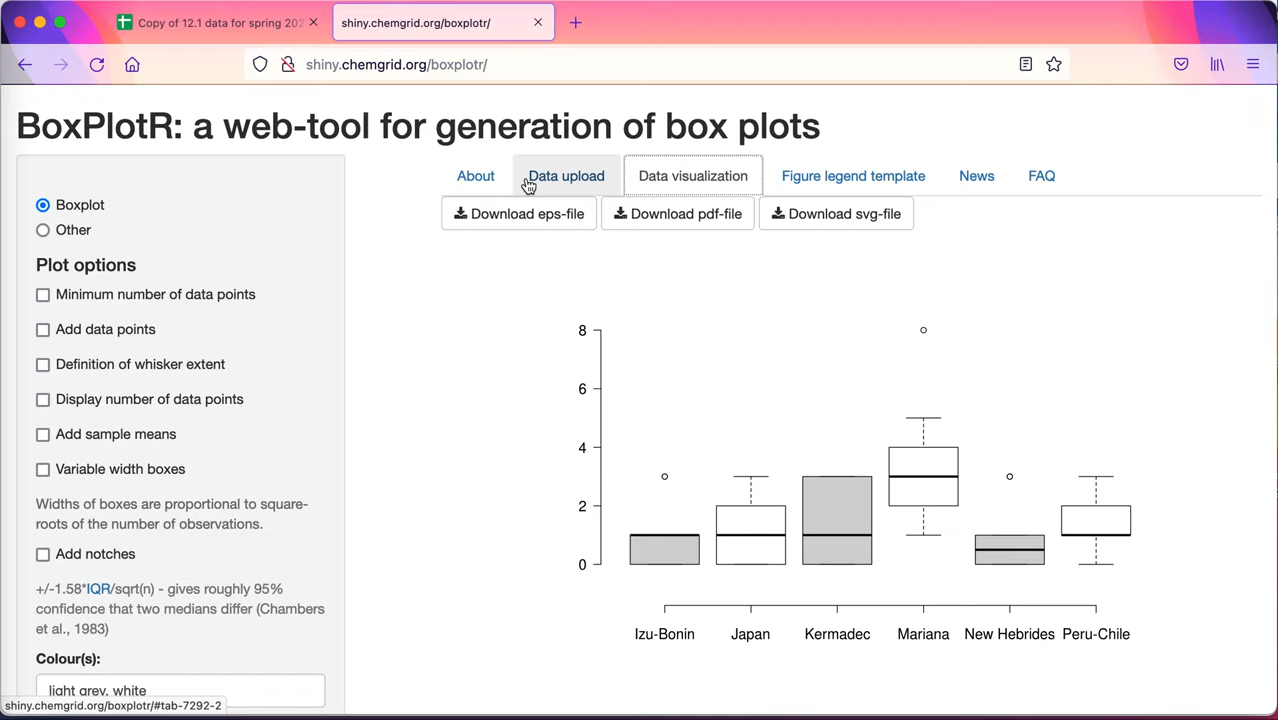 Copy of 12.1 data for spring 202
shiny.chemgrid.org/boxplotr/
shiny.chemgrid.org/boxplotr/
BoxPlotR: a web-tool for generation of box plots
About
Data upload
Data visualization
Figure legend template
News
FAQ
Download eps-file
Download pdf-file
Download svg-file
Boxplot
Other
Plot options
Minimum number of data points
Add data points
Definition of whisker extent
Display number of data points
Add sample means
Variable width boxes
Widths of boxes are proportional to square-
roots of the number of observations.
Add notches
+/-1.58*IQR/sqrt(n) - gives roughly 95%
confidence that two medians differ (Chambers
et al., 1983)
Colour(s):
light grey, white
shiny.chemgrid.org/boxplotr/#tab-7292-2
8
6
4
2
0
Izu-Bonin
Japan
Kermadec
Mariana
New Hebrides
Peru-Chile